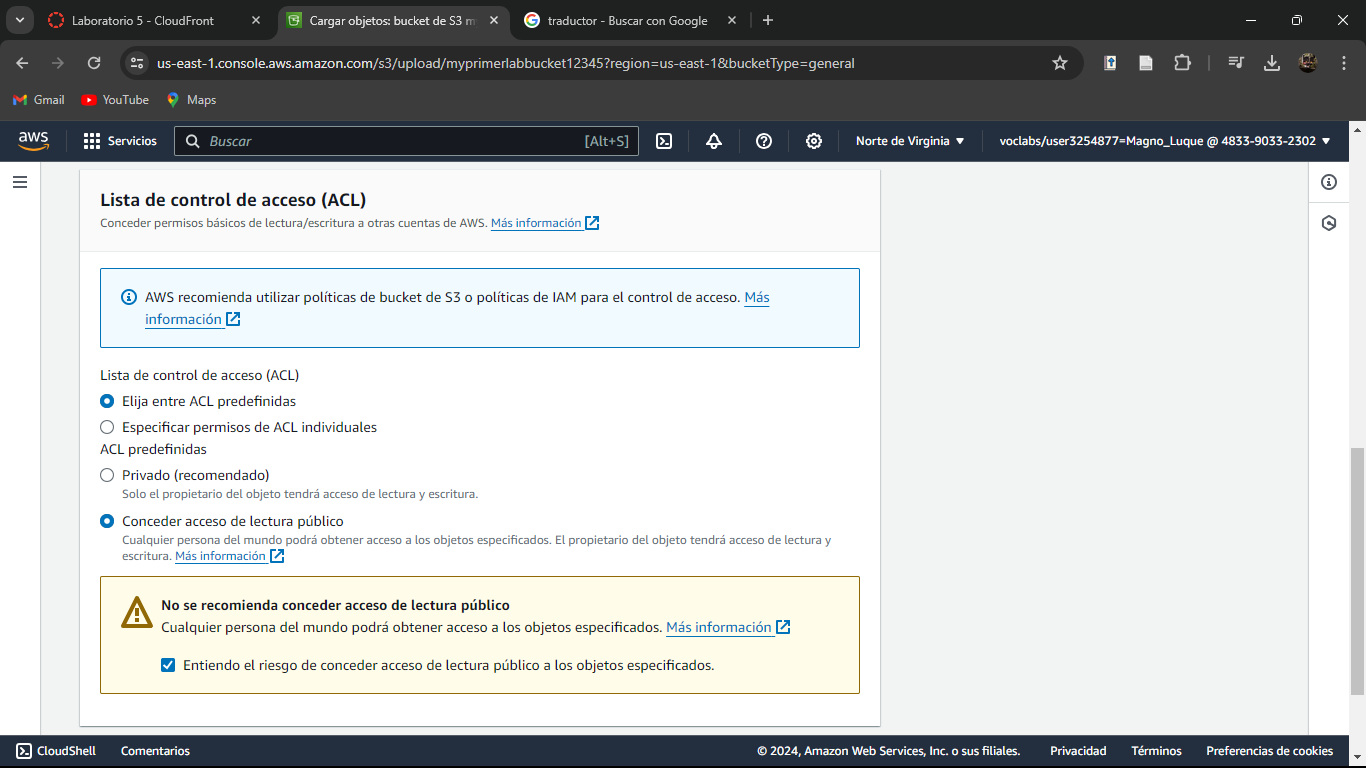 Laboratorio 5 - CloudFront
Cargar objetos: bucket de S3 m
traductor - Buscar con Google
us-east-1.console.aws.amazon.com/s3/upload/myprimerlabbucket12345?region=us-east-1&bucketType=general
Gmail
YouTube
Maps
aws
Servicios
Buscar
[Alt+S]
Norte de Virginia
voclabs/user3254877=Magno_Luque @ 4833-9033-2302
Lista de control de acceso (ACL)
Conceder permisos básicos de lectura/escritura a otras cuentas de AWS. Más información
AWS recomienda utilizar políticas de bucket de S3 o políticas de IAM para el control de acceso. Más
información
Lista de control de acceso (ACL)
Elija entre ACL predefinidas
Especificar permisos de ACL individuales
ACL predefinidas
Privado (recomendado)
Solo el propietario del objeto tendrá acceso de lectura y escritura.
Conceder acceso de lectura público
Cualquier persona del mundo podrá obtener acceso a los objetos especificados. El propietario del objeto tendrá acceso de lectura y
escritura. Más información
No se recomienda conceder acceso de lectura público
Cualquier persona del mundo podrá obtener acceso a los objetos especificados. Más información
Entiendo el riesgo de conceder acceso de lectura público a los objetos especificados.
CloudShell
Comentarios
© 2024, Amazon Web Services, Inc. o sus filiales.
Privacidad
Términos
Preferencias de cookies